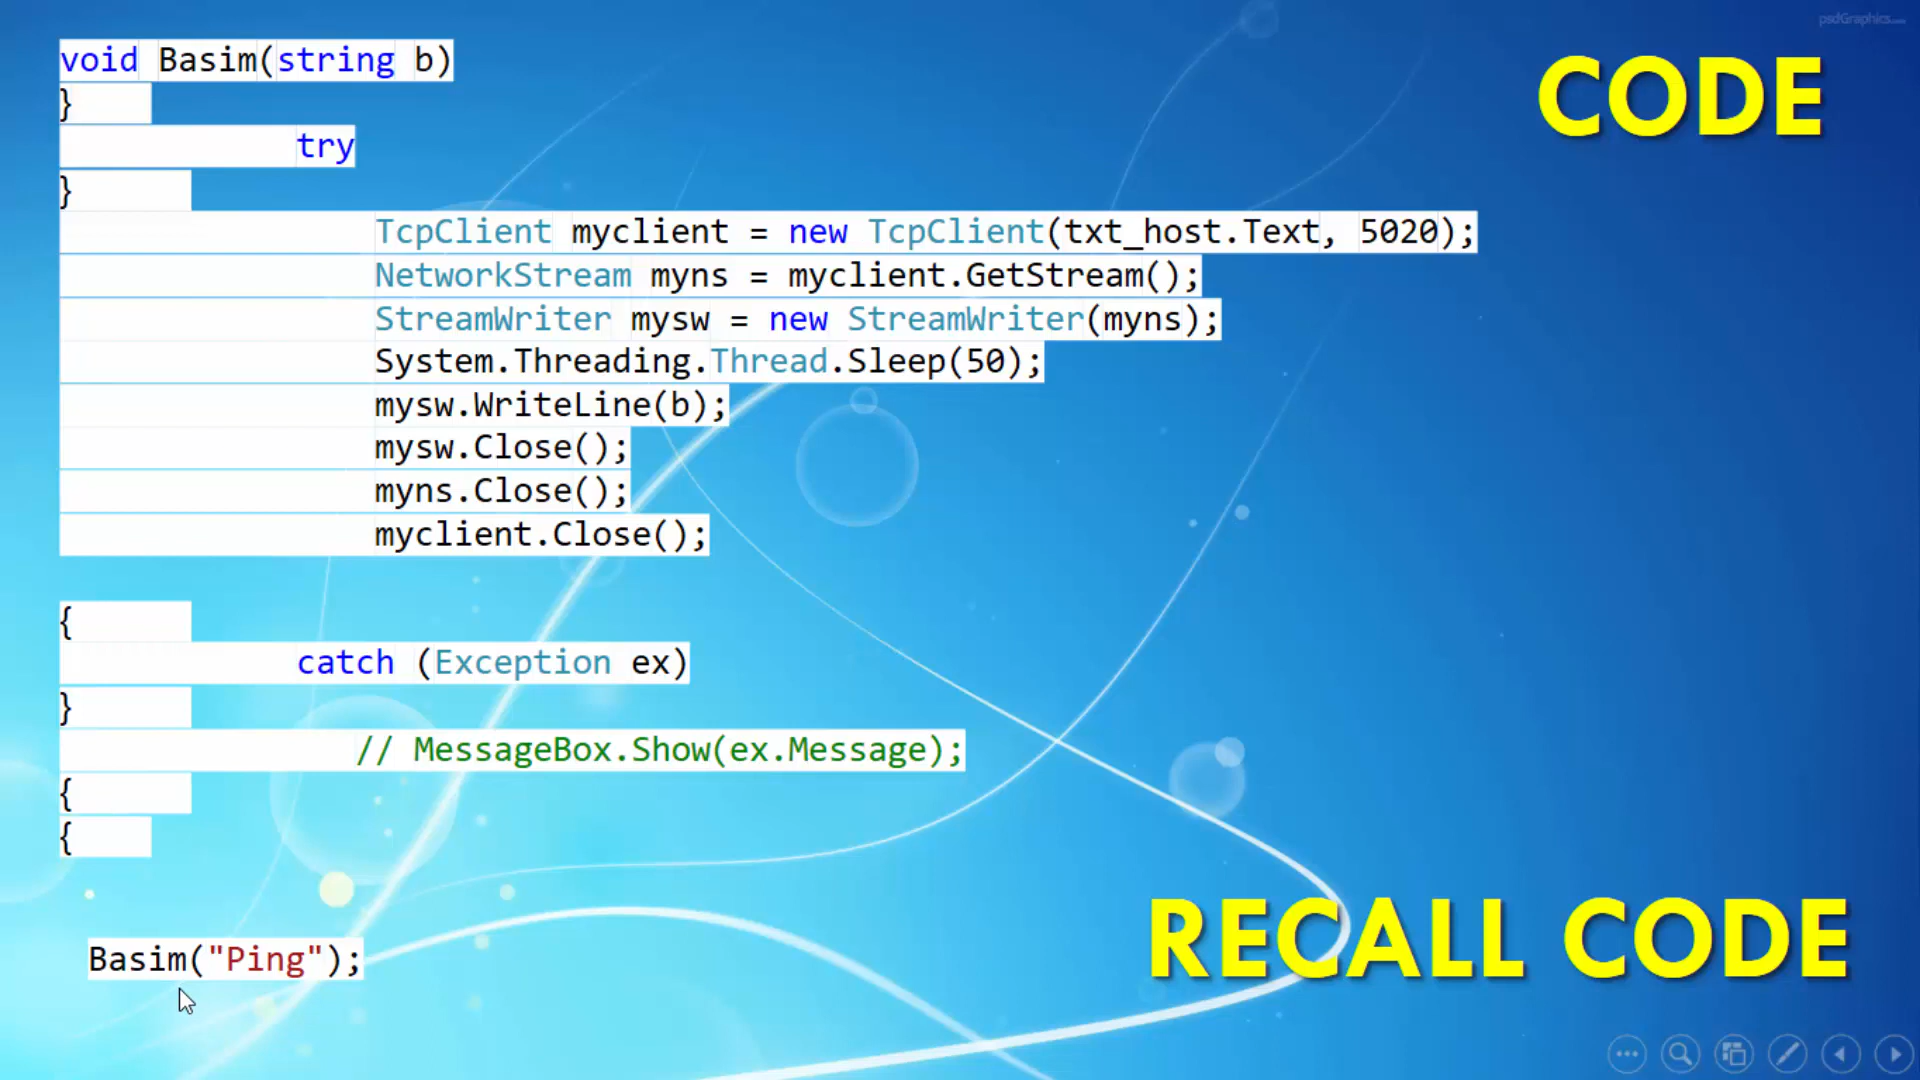 psdGraphics.com
CODE
void Basim(string b)
}
try
}
TcpClient myclient = new TcpClient(txt_host.Text, 5020);
NetworkStream myns = myclient.GetStream();
StreamWriter mysw = new StreamWriter(myns);
System.Threading.Thread.Sleep(50);
mysw.WriteLine(b);
mysw.Close();
myns.Close();
myclient.Close();
{
catch (Exception ex)
}
// MessageBox.Show(ex.Message);
{
{
RECALL CODE
Basim("Ping");